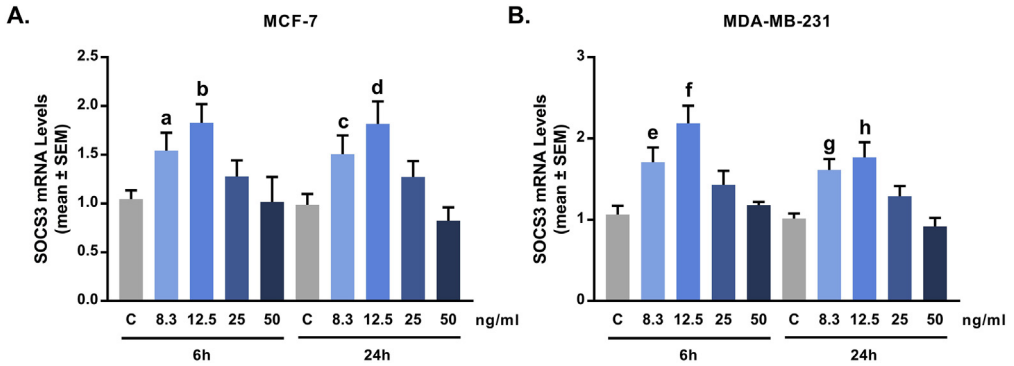 A.
MCF-7
SOCS3 mRNA Levels
(mean ± SEM)
2.5
2.0
1.5
1.0
0.5
0.0
a
b
c
d
C 8.3 12.5 25 50 C 8.3 12.5 25 50 ng/ml
6h 24h
B.
MDA-MB-231
SOCS3 mRNA Levels
(mean ± SEM)
3
2
1
0
e
f
g
h
C 8.3 12.5 25 50 C 8.3 12.5 25 50 ng/ml
6h 24h